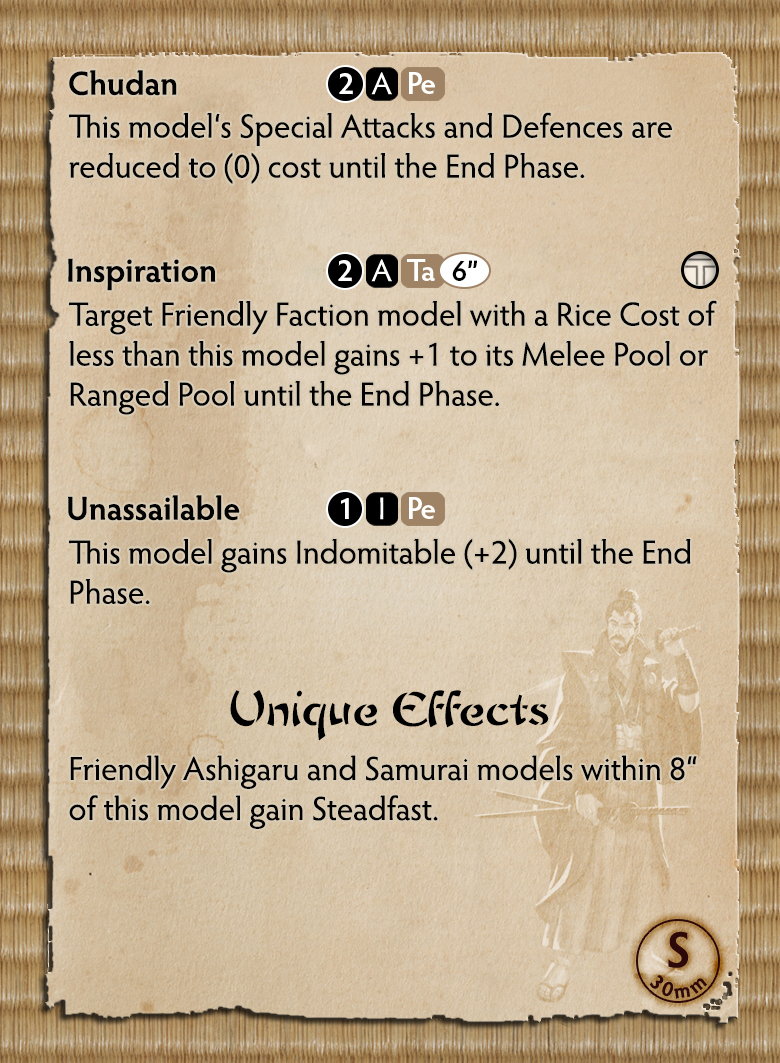 Chudan 2 A Pe
This model's Special Attacks and Defences are
reduced to (0) cost until the End Phase.
Inspiration 2 A Ta 6" T
Target Friendly Faction model with a Rice Cost of
less than this model gains +1 to its Melee Pool or
Ranged Pool until the End Phase.
Unassailable 1 I Pe
This model gains Indomitable (+2) until the End
Phase.
Unique Effects
Friendly Ashigaru and Samurai models within 8"
of this model gain Steadfast.
S
30mm